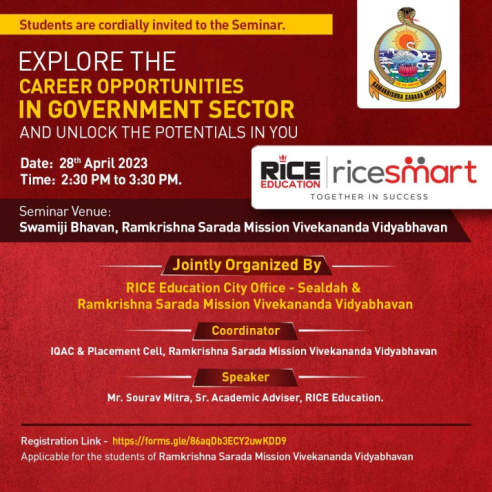 Students are cordially invited to the Seminar.
EXPLORE THE
CAREER OPPORTUNITIES
IN GOVERNMENT SECTOR
AND UNLOCK THE POTENTIALS IN YOU
Date: 28th April 2023
Time: 2:30 PM to 3:30 PM.
RAMAKRISHNA SARADA MISSION
RICE
EDUCATION
ricesmart
TOGETHER IN SUCCESS
Seminar Venue:
Swamiji Bhavan, Ramkrishna Sarada Mission Vivekananda Vidyabhavan
Jointly Organized By
RICE Education City Office - Sealdah &
Ramkrishna Sarada Mission Vivekananda Vidyabhavan
Coordinator
IQAC & Placement Cell, Ramkrishna Sarada Mission Vivekananda Vidyabhavan
Speaker
Mr. Sourav Mitra, Sr. Academic Adviser, RICE Education.
Registration Link - https://forms.gle/86aqDb3ECY2uwKDD9
Applicable for the students of Ramkrishna Sarada Mission Vivekananda Vidyabhavan